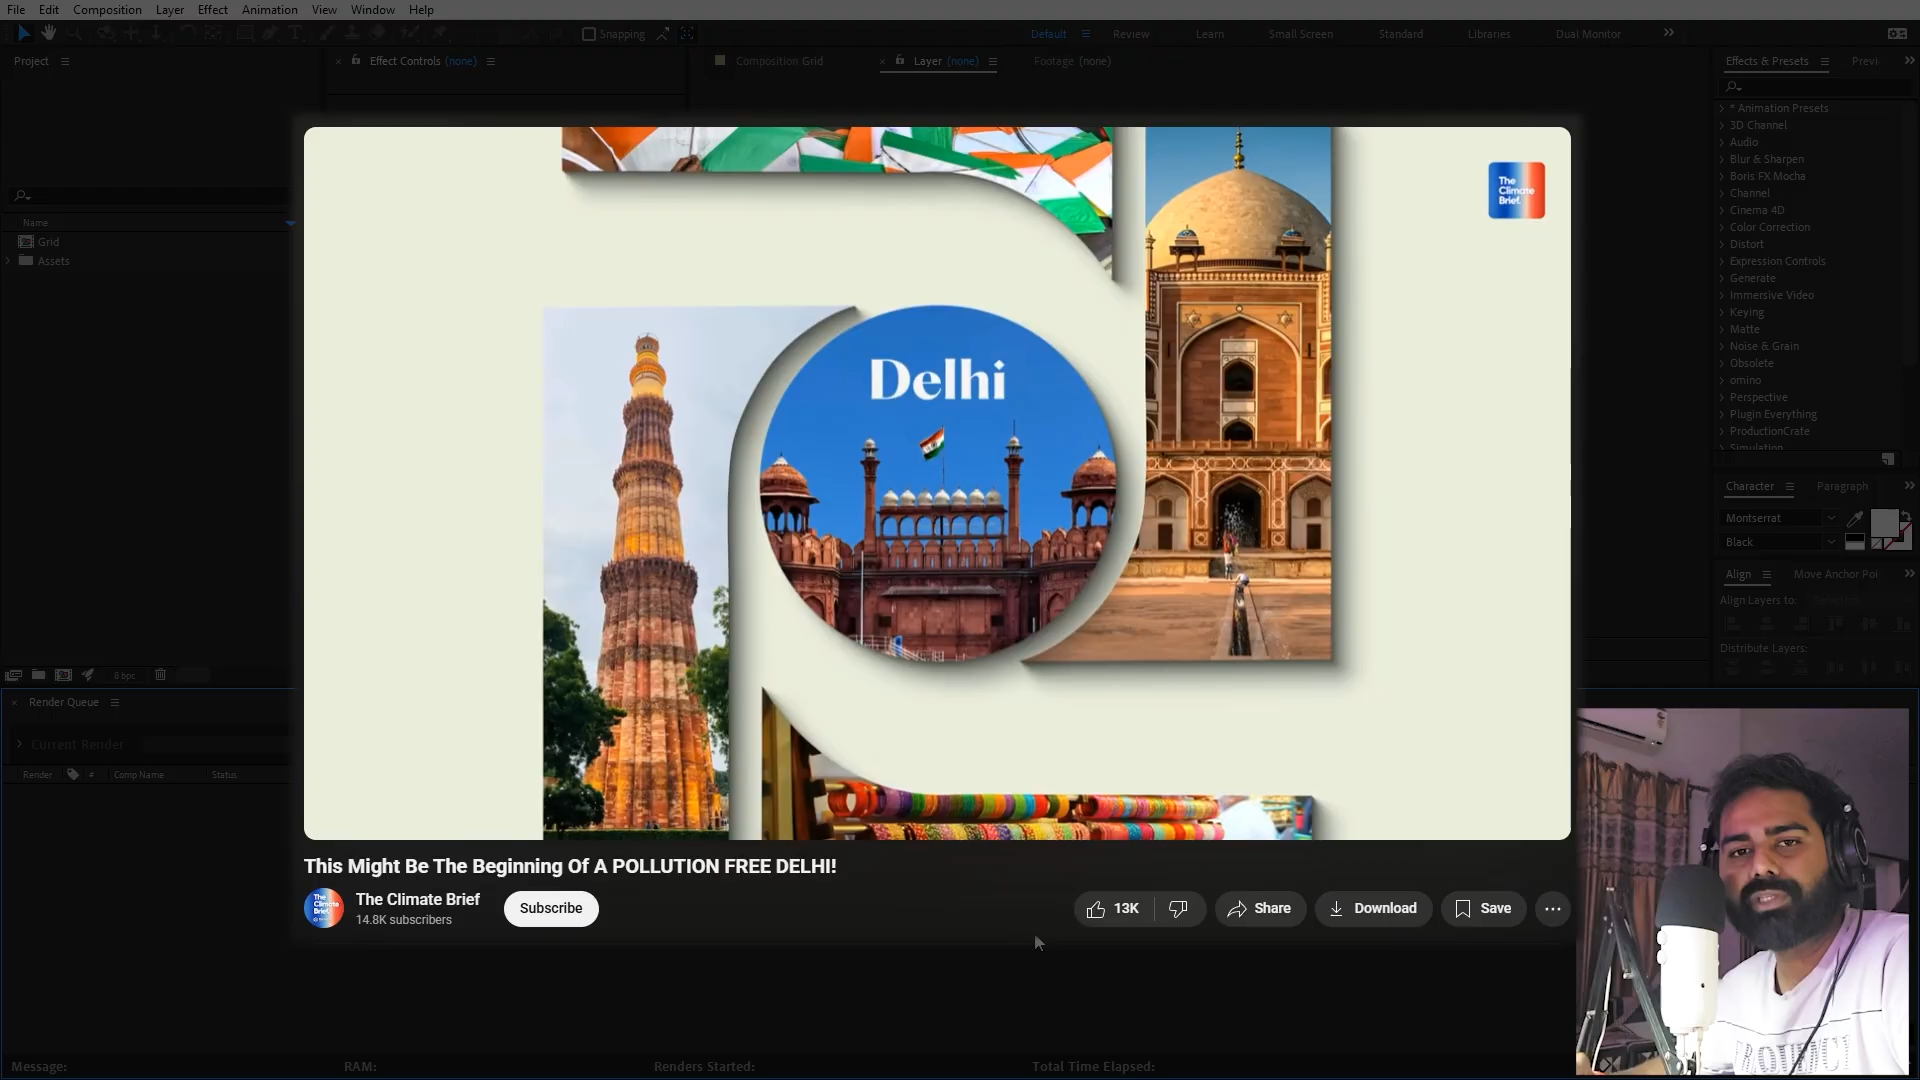 File Edit Composition Layer Effect Animation View Window Help
Snapping
Default Review Learn Small Screen Standard Libraries Dual Monitor
Project
Effect Controls (none)
Composition Grid
Layer (none)
Footage (none)
Effects & Presets
Name
Grid
Assets
* Animation Presets
3D Channel
Audio
Blur & Sharpen
Boris FX Mocha
Channel
Cinema 4D
Color Correction
Distort
Expression Controls
Generate
Immersive Video
Keying
Matte
Noise & Grain
Obsolete
omino
Perspective
Plugin Everything
ProductionCrate
Simulation
The
Climate
Brief.
Delhi
Character Paragraph
Montserrat
Black
Align Move Anchor Poi
Align Layers to:
Distribute Layers:
8 bpc
Render Queue
Current Render
Render # Comp Name Status
This Might Be The Beginning Of A POLLUTION FREE DELHI!
The Climate Brief
14.8K subscribers
Subscribe
13K
Share
Download
Save
Message: RAM: Renders Started: Total Time Elapsed: